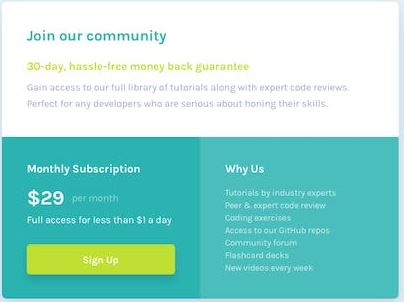 Join our community
30-day, hassle-free money back guarantee
Gain access to our full library of tutorials along with expert code reviews.
Perfect for any developers who are serious about honing their skills.
Monthly Subscription
$29 per month
Full access for less than $1 a day
Sign Up
Why Us
Tutorials by industry experts
Peer & expert code review
Coding exercises
Access to our GitHub repos
Community forum
Flashcard decks
New videos every week